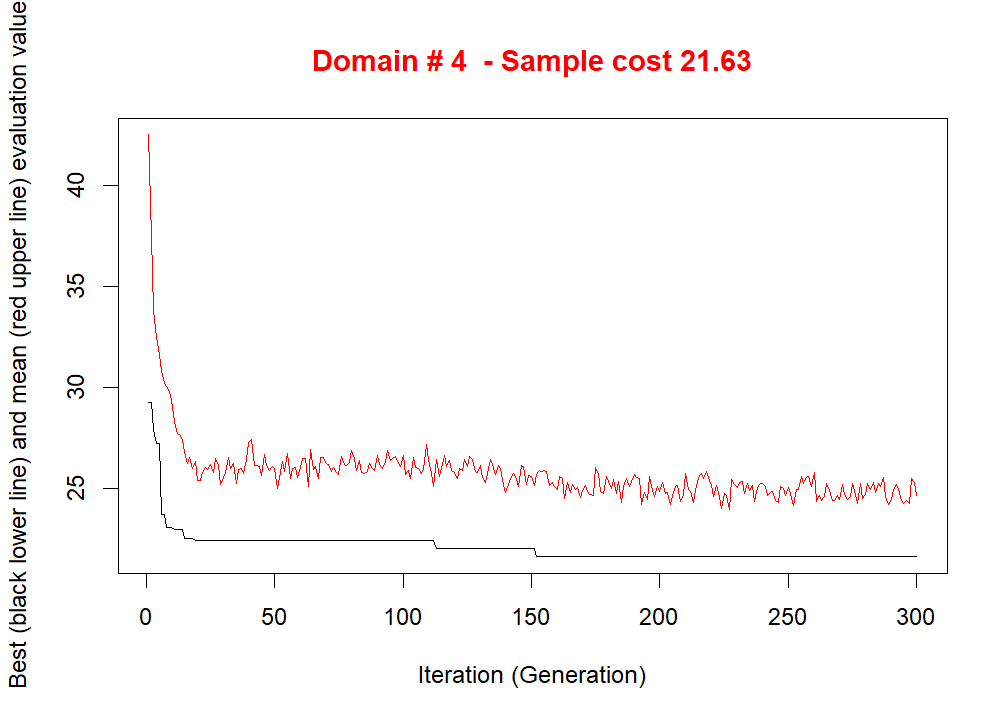 Domain # 4  - Sample cost 21.63
Best (black lower line) and mean (red upper line) evaluation value
40
35
30
25
0 50 100 150 200 250 300
Iteration (Generation)